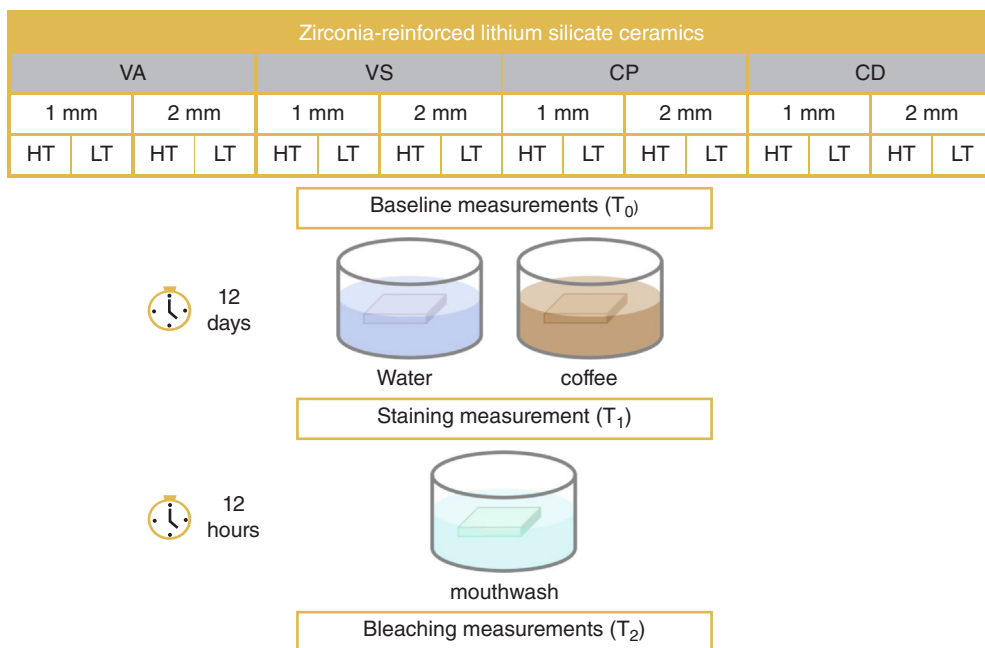 Zirconia-reinforced lithium silicate ceramics
VA VS CP CD
1 mm 2 mm 1 mm 2 mm 1 mm 2 mm 1 mm 2 mm
HT LT HT LT HT LT HT LT HT LT HT LT HT LT HT LT
Baseline measurements (T₀)
12
days
Water coffee
Staining measurement (T₁)
12
hours
mouthwash
Bleaching measurements (T₂)